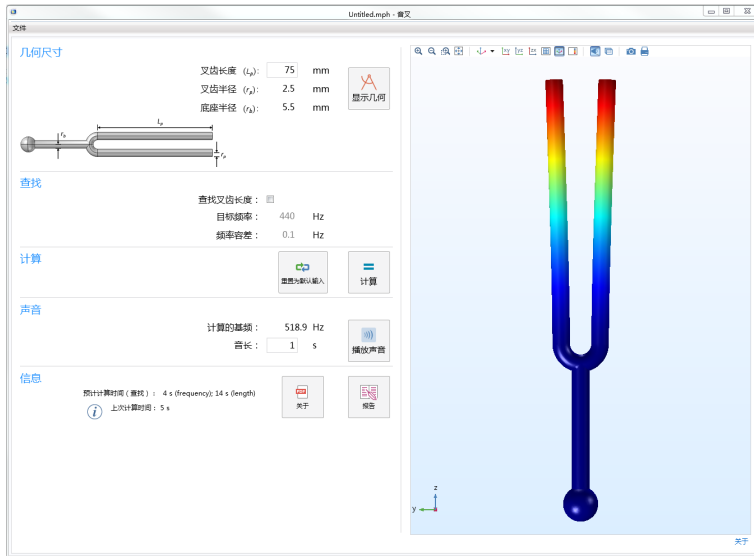 Untitled.mph - 音叉
文件
几何尺寸
叉齿长度 (Lp): 75 mm
叉齿半径 (rp): 2.5 mm
底座半径 (rb): 5.5 mm
显示几何
Lp
rb
rp
查找
查找叉齿长度：
目标频率： 440 Hz
频率容差： 0.1 Hz
计算
重置为默认输入
计算
声音
计算的基频： 518.9 Hz
音长： 1 s
播放声音
信息
预计计算时间（查找）： 4 s (frequency); 14 s (length)
上次计算时间： 5 s
PDF
关于
报告
xy
yz
xz
z
y
关于